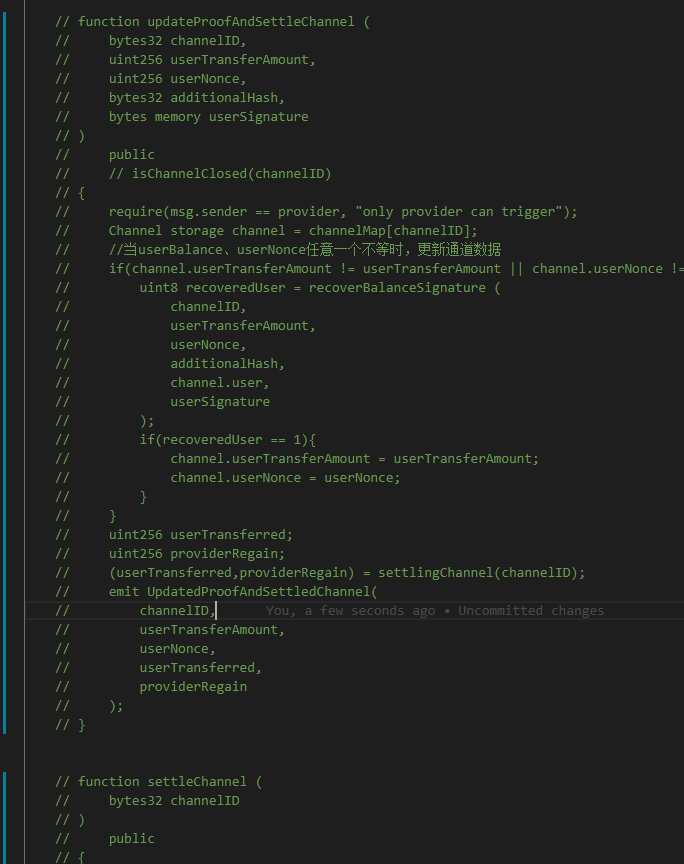 // function updateProofAndSettleChannel (
//     bytes32 channelID,
//     uint256 userTransferAmount,
//     uint256 userNonce,
//     bytes32 additionalHash,
//     bytes memory userSignature
// )
//     public
//     // isChannelClosed(channelID)
// {
//     require(msg.sender == provider, "only provider can trigger");
//     Channel storage channel = channelMap[channelID];
//     //当userBalance、userNonce任意一个不等时，更新通道数据
//     if(channel.userTransferAmount != userTransferAmount || channel.userNonce !=
//         uint8 recoveredUser = recoverBalanceSignature (
//             channelID,
//             userTransferAmount,
//             userNonce,
//             additionalHash,
//             channel.user,
//             userSignature
//         );
//         if(recoveredUser == 1){
//             channel.userTransferAmount = userTransferAmount;
//             channel.userNonce = userNonce;
//         }
//     }
//     uint256 userTransferred;
//     uint256 providerRegain;
//     (userTransferred,providerRegain) = settlingChannel(channelID);
//     emit UpdatedProofAndSettledChannel(
//         channelID, You, a few seconds ago • Uncommitted changes
//         userTransferAmount,
//         userNonce,
//         userTransferred,
//         providerRegain
//     );
// }
// function settleChannel (
//     bytes32 channelID
// )
//     public
// {